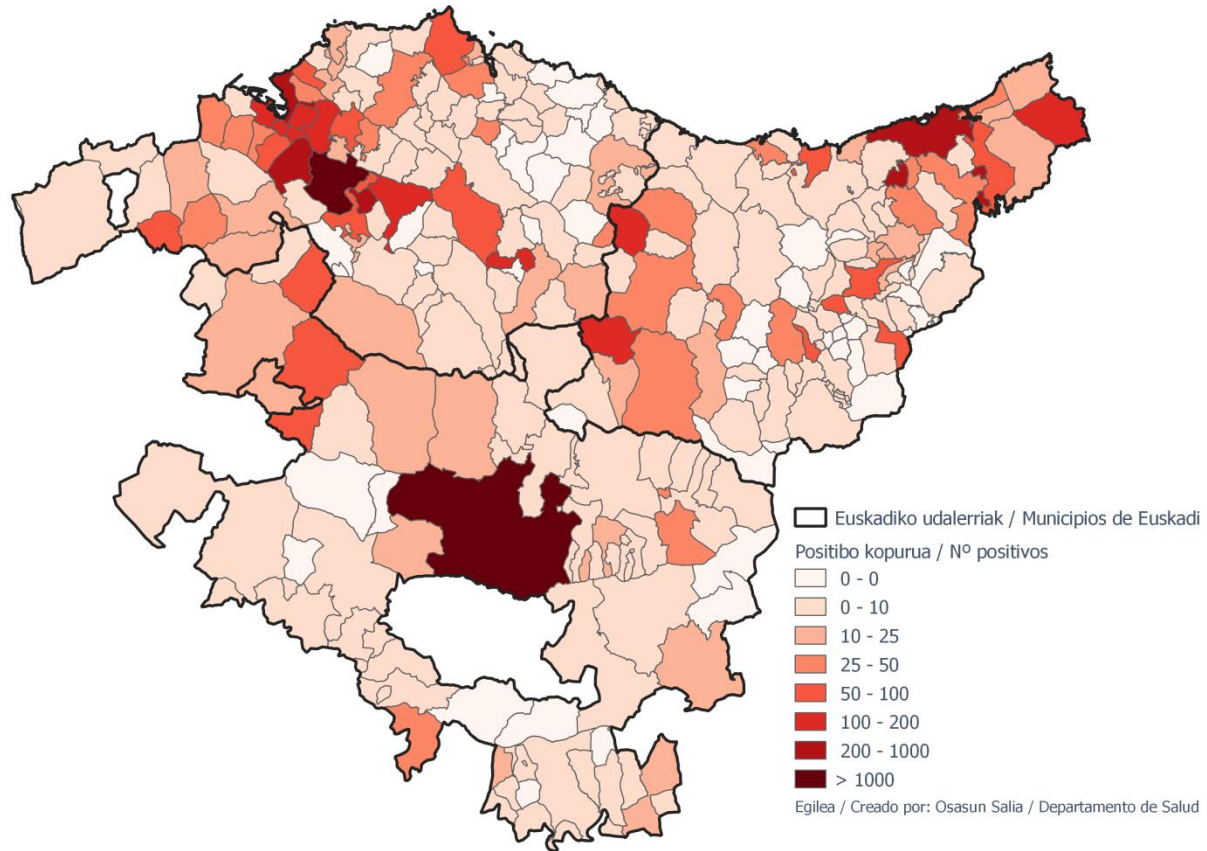 Euskadiko udalerriak / Municipios de Euskadi
Positibo kopurua / Nº positivos
0 - 0
0 - 10
10 - 25
25 - 50
50 - 100
100 - 200
200 - 1000
> 1000
Egilea / Creado por: Osasun Salia / Departamento de Salud